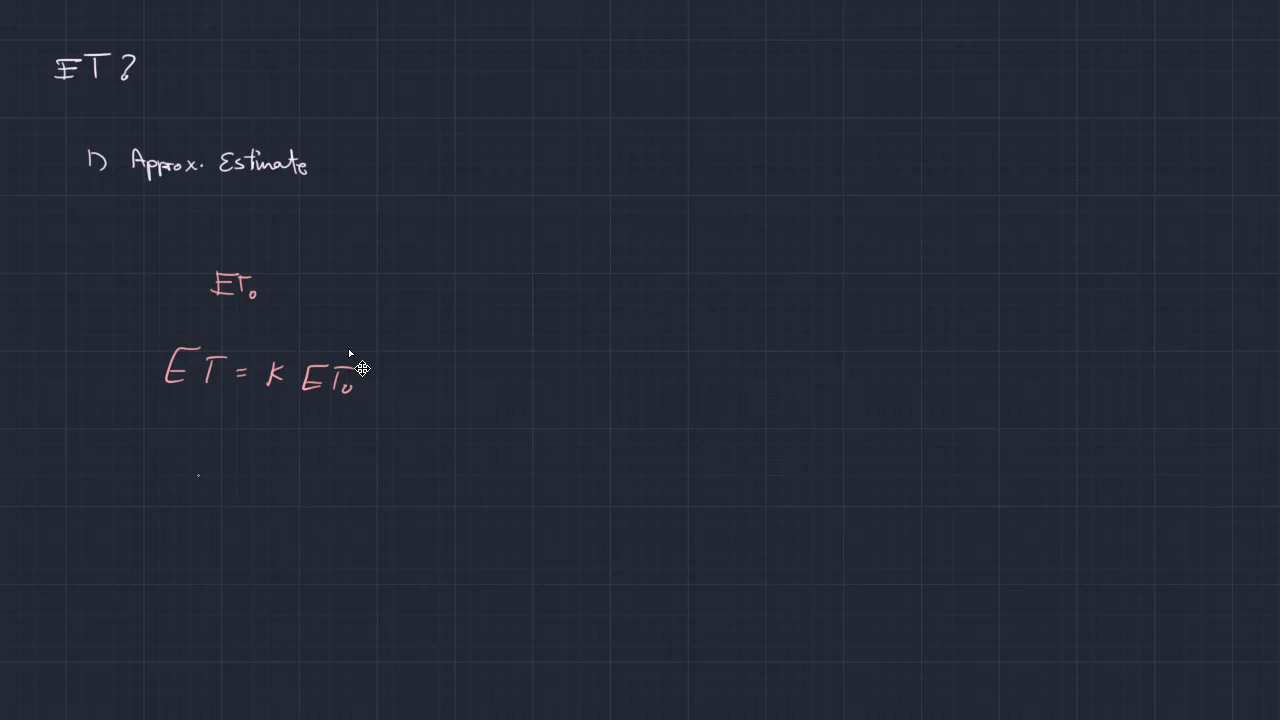 ET?
1) Approx. Estimate
ET₀
ET = K ET₀